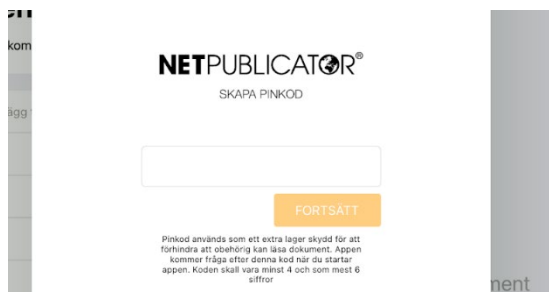 kom
NETPUBLICATOR®
SKAPA PINKOD
ägg
FORTSÄTT
Pinkod används som ett extra lager skydd för att
förhindra att obehörig kan läsa dokument. Appen
kommer fråga efter denna kod när du startar
appen. Koden skall vara minst 4 och som mest 6
siffror
ment